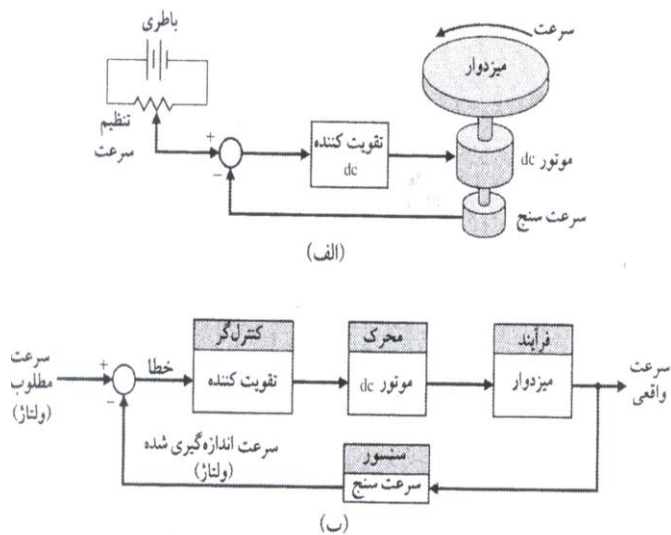 باطری
تنظیم
سرعت
+
−
تقویت کننده
dc
سرعت
میزدوار
موتور dc
سرعت سنج
(الف)
سرعت
مطلوب
(ولتاژ)
+
−
خطا
کنترل‌گر
تقویت کننده
محرک
موتور dc
فرآیند
میزدوار
سرعت
واقعی
سرعت اندازه‌گیری شده
(ولتاژ)
سنسور
سرعت سنج
(ب)